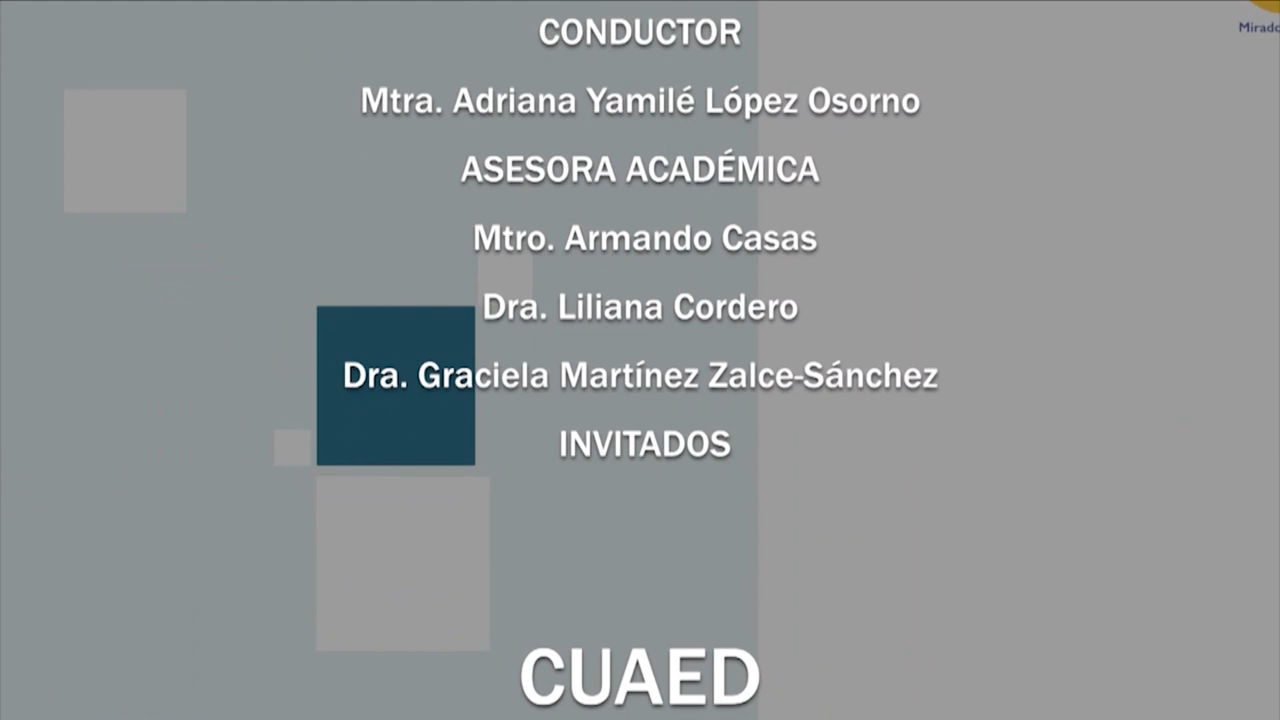 CONDUCTOR
Mtra. Adriana Yamilé López Osorno
ASESORA ACADÉMICA
Mtro. Armando Casas
Dra. Liliana Cordero
Dra. Graciela Martínez Zalce-Sánchez
INVITADOS
CUAED